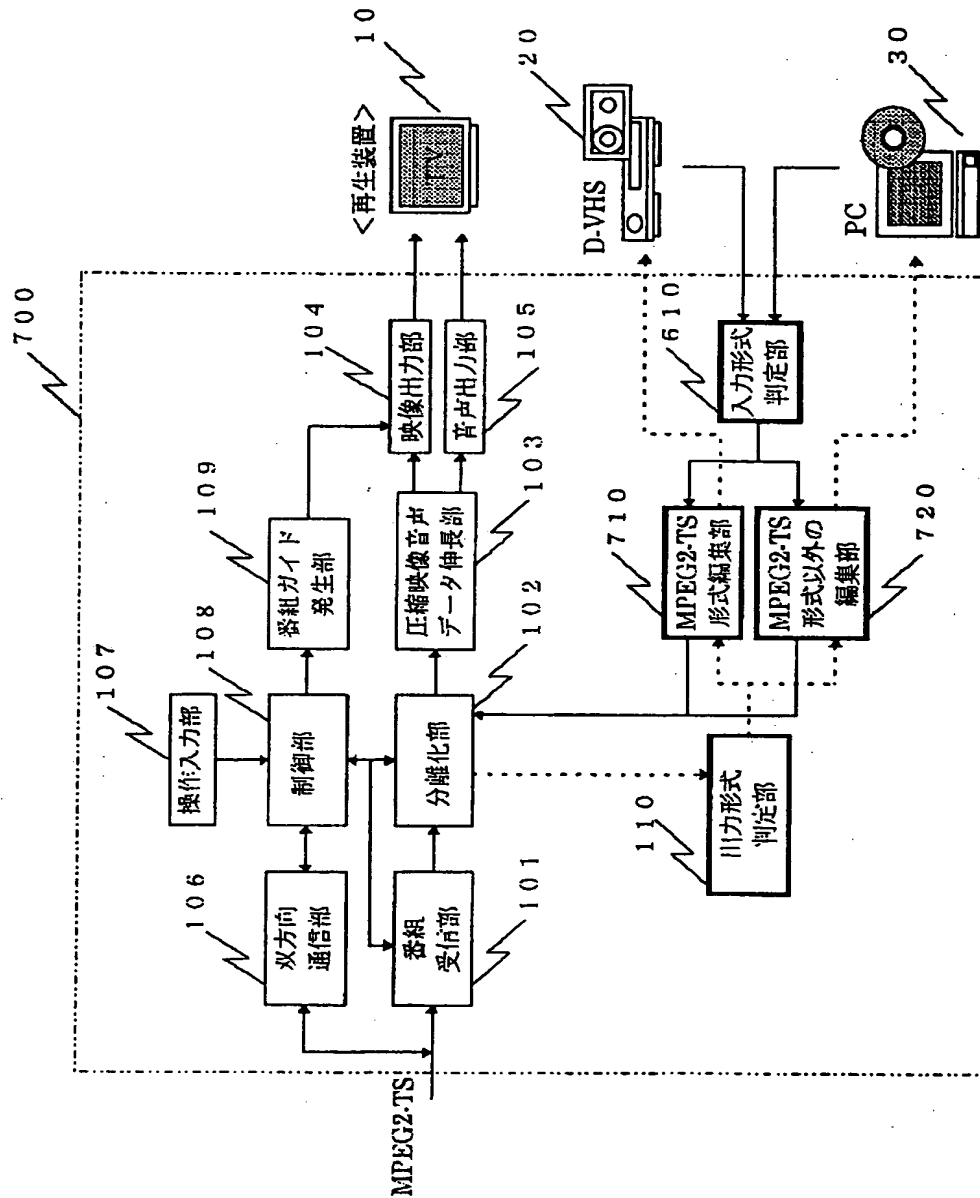 700
107
操作入力部
108
109
104
10
<再生装置>
TV
106
双方向
通信部
制御部
番組ガイド
発生部
映像出力部
音声出力部
105
MPEG2-TS
番組
受信部
101
分離化部
102
圧縮映像音声
データ伸長部
103
20
D-VHS
710
MPEG2-TS
形式編集部
610
入力形式
判定部
110
出力形式
判定部
MPEG2-TS
形式以外の
編集部
720
PC
30